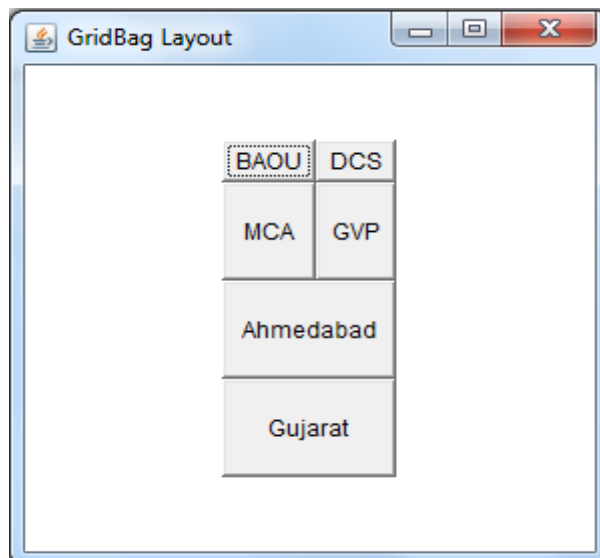 GridBag Layout
BAOU DCS
MCA GVP
Ahmedabad
Gujarat